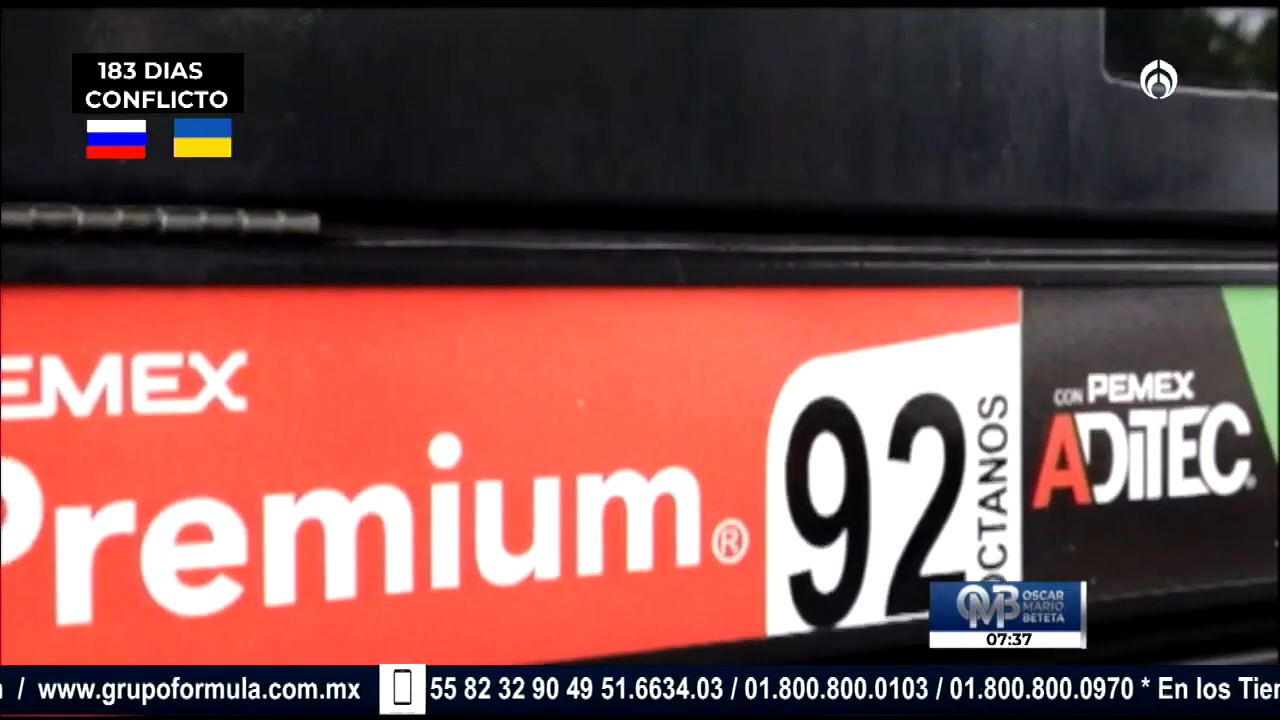 183 DIAS
CONFLICTO
EMEX
Premium®
92
OCTANOS
CON PEMEX
ADITEC
OMB OSCAR
MARIO
BETETA
07:37
/ www.grupoformula.com.mx 55 82 32 90 49 51.6634.03 / 01.800.800.0103 / 01.800.800.0970 * En los Tier